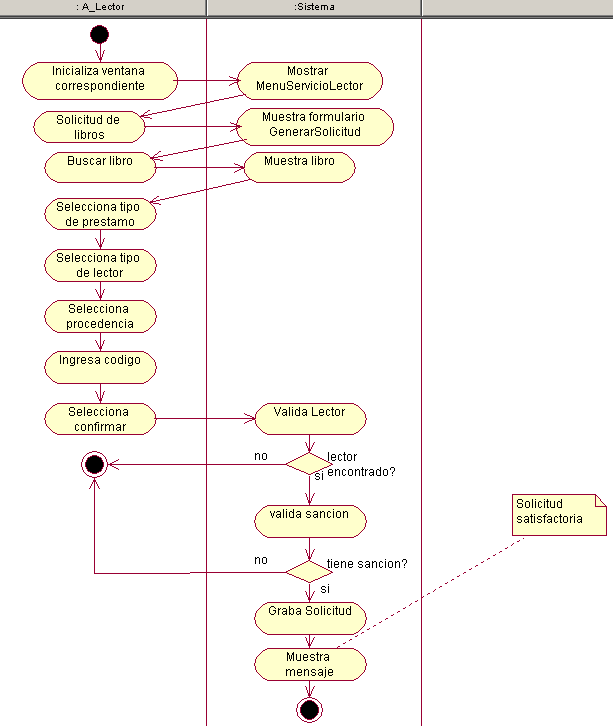 : A_Lector
:Sistema
Inicializa ventana
correspondiente
Mostrar
MenuServicioLector
Solicitud de
libros
Muestra formulario
GenerarSolicitud
Buscar libro
Muestra libro
Selecciona tipo
de prestamo
Selecciona tipo
de lector
Selecciona
procedencia
Ingresa codigo
Selecciona
confirmar
Valida Lector
no
lector
encontrado?
si
valida sancion
Solicitud
satisfactoria
no
tiene sancion?
si
Graba Solicitud
Muestra
mensaje